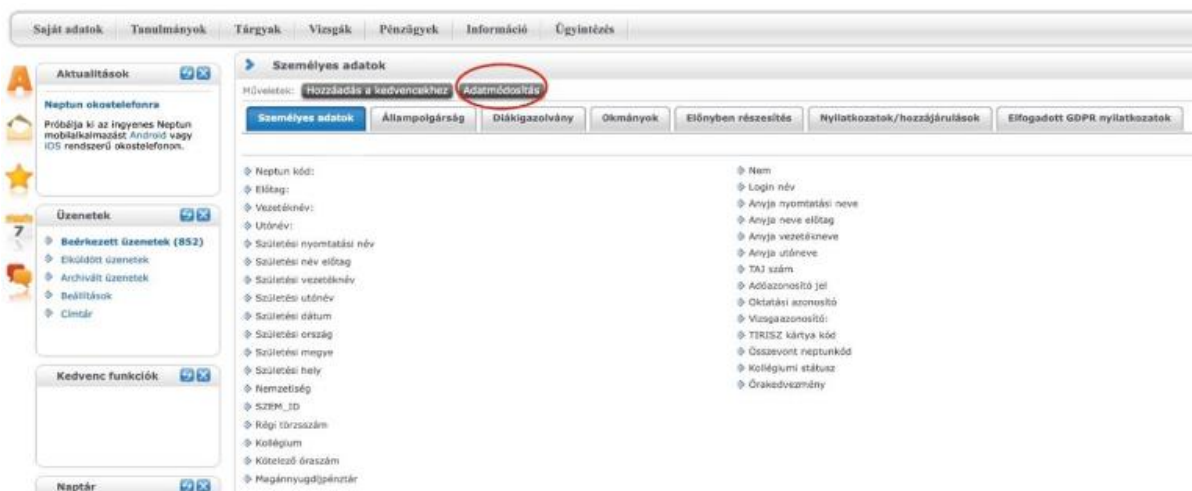 Saját adatok Tanulmányok Tárgyak Vizsgák Pénzügyek Információ Ügyintézés
Aktualitások
Neptun okostelefonra
Próbálja ki az ingyenes Neptun
mobilalkalmazást Android vagy
iOS rendszerű okostelefonon.
7
Üzenetek
Beérkezett üzenetek (852)
Elküldött üzenetek
Archivált üzenetek
Beállítások
Címtár
Kedvenc funkciók
Naptár
Személyes adatok
Műveletek: Hozzáadás a kedvencekhez Adatmódosítás
Személyes adatok Állampolgárság Diákigazolvány Okmányok Előnyben részesítés Nyilatkozatok/hozzájárulások Elfogadott GDPR nyilatkozatok
Neptun kód:
Előtag:
Vezetéknév:
Utónév:
Születési nyomtatási név
Születési név előtag
Születési vezetéknév
Születési utónév
Születési dátum
Születési ország
Születési megye
Születési hely
Nemzetiség
SZEM_ID
Régi törzsszám
Kollégium
Kötelező óraszám
Magánnyugdíjpénztár
Nem
Login név
Anyja nyomtatási neve
Anyja neve előtag
Anyja vezetékneve
Anyja utóneve
TAJ szám
Adóazonosító jel
Oktatási azonosító
Vizsgaazonosító:
TIRISZ kártya kód
Összevont neptunkód
Kollégiumi státusz
Órakedvezmény